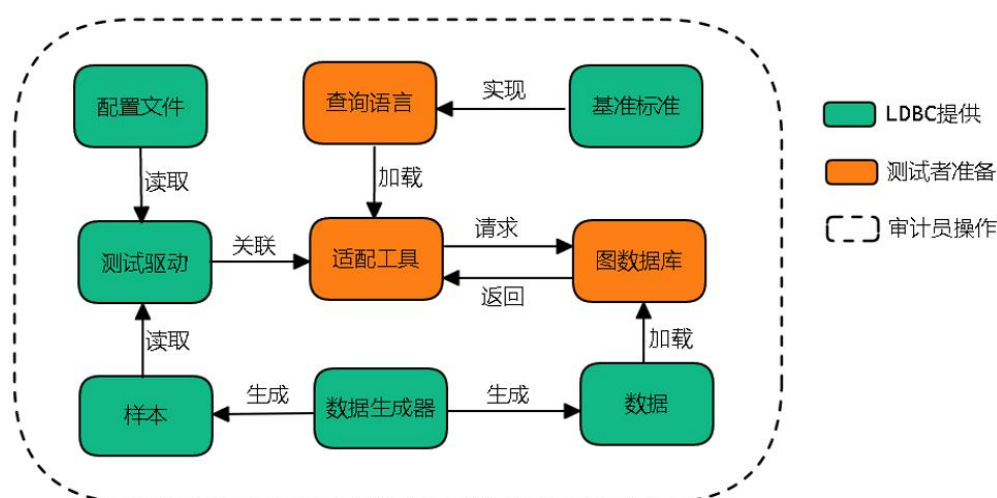 配置文件
查询语言
实现
基准标准
读取
加载
测试驱动
关联
适配工具
请求
返回
图数据库
读取
加载
样本
生成
数据生成器
生成
数据
LDBC提供
测试者准备
审计员操作